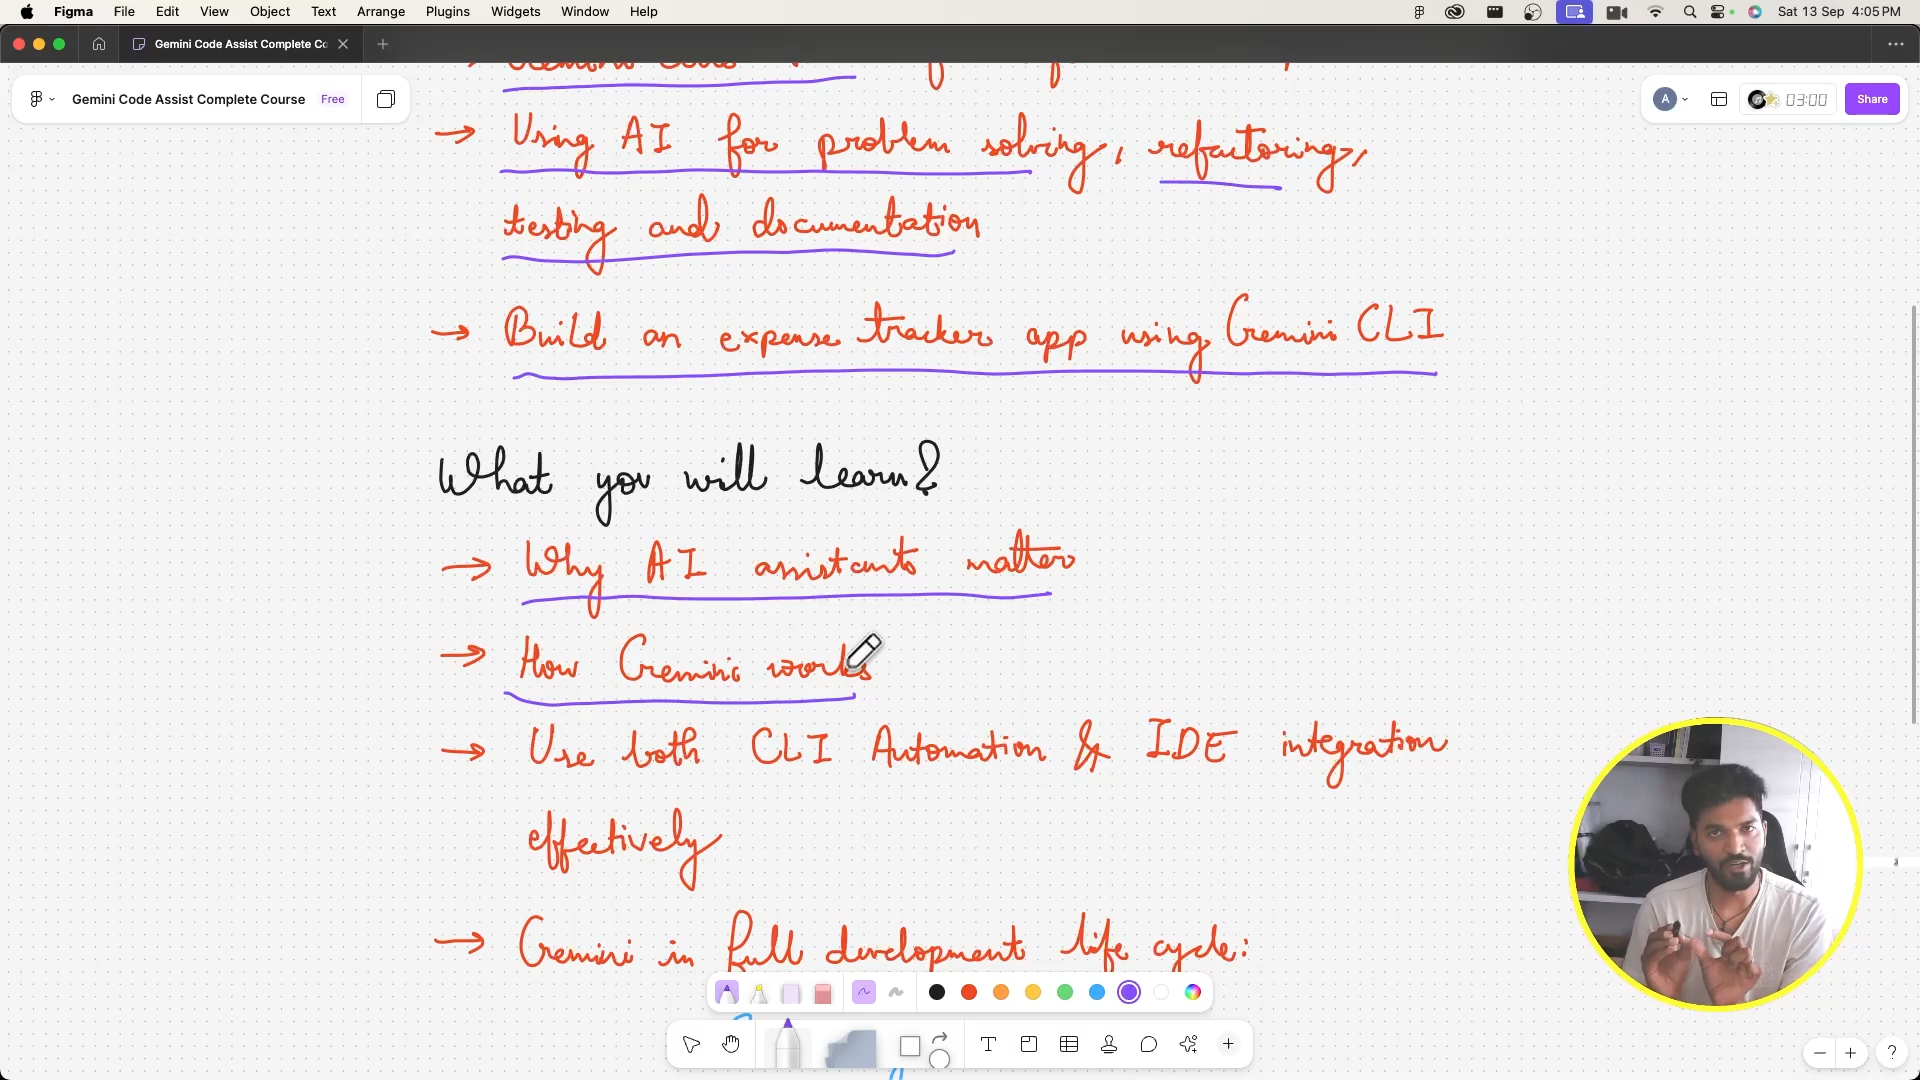 Figma File Edit View Object Text Arrange Plugins Widgets Window Help Sat 13 Sep 4:05 PM
Gemini Code Assist Complete Co
Gemini Code Assist Complete Course Free
A 03:00 Share
→ Using AI for problem solving, refactoring,
testing and documentation
→ Build an expense tracker app using Gemini CLI
What you will learn?
→ Why AI assistants matter
→ How Gemini works
→ Use both CLI Automation & IDE integration
effectively
→ Gemini in full development life cycle: